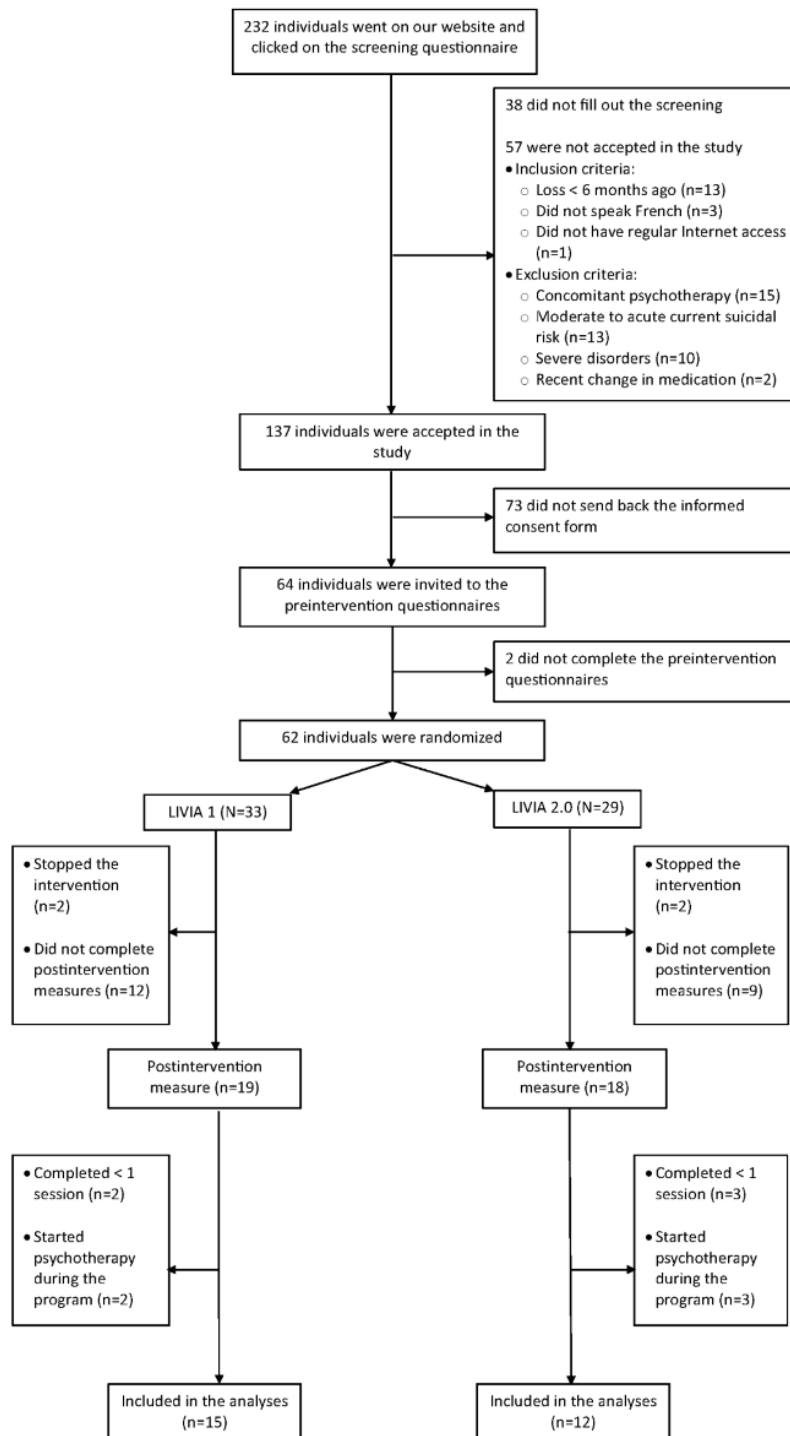 232 individuals went on our website and
clicked on the screening questionnaire
38 did not fill out the screening
57 were not accepted in the study
• Inclusion criteria:
○ Loss < 6 months ago (n=13)
○ Did not speak French (n=3)
○ Did not have regular Internet access
(n=1)
• Exclusion criteria:
○ Concomitant psychotherapy (n=15)
○ Moderate to acute current suicidal
risk (n=13)
○ Severe disorders (n=10)
○ Recent change in medication (n=2)
137 individuals were accepted in the
study
73 did not send back the informed
consent form
64 individuals were invited to the
preintervention questionnaires
2 did not complete the preintervention
questionnaires
62 individuals were randomized
LIVIA 1 (N=33)
LIVIA 2.0 (N=29)
• Stopped the
intervention
(n=2)
• Did not complete
postintervention
measures (n=12)
• Stopped the
intervention
(n=2)
• Did not complete
postintervention
measures (n=9)
Postintervention
measure (n=19)
Postintervention
measure (n=18)
• Completed < 1
session (n=2)
• Started
psychotherapy
during the
program (n=2)
• Completed < 1
session (n=3)
• Started
psychotherapy
during the
program (n=3)
Included in the analyses
(n=15)
Included in the analyses
(n=12)